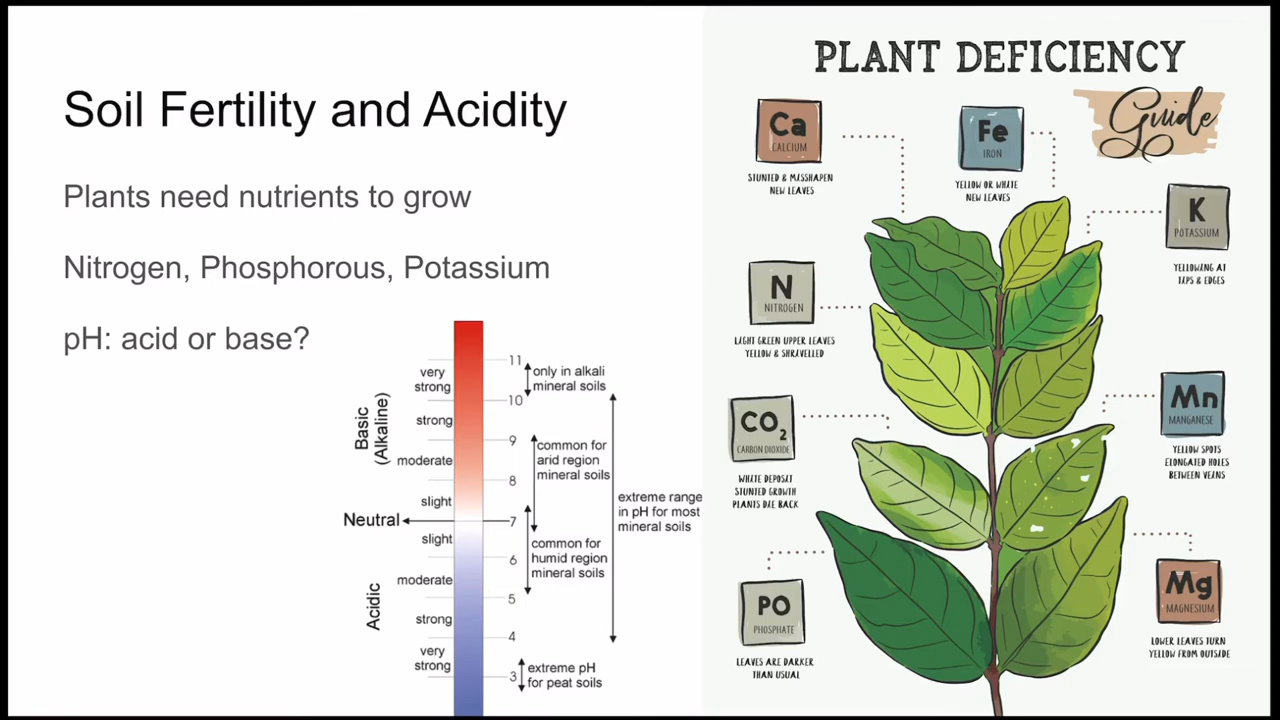 Soil Fertility and Acidity
Plants need nutrients to grow
Nitrogen, Phosphorous, Potassium
pH: acid or base?
Basic
(Alkaline)
Acidic
very
strong
strong
moderate
slight
Neutral
slight
moderate
strong
very
strong
11
10
9
8
7
6
5
4
3
only in alkali
mineral soils
common for
arid region
mineral soils
common for
humid region
mineral soils
extreme pH
for peat soils
extreme range
in pH for most
mineral soils
PLANT DEFICIENCY
Guide
Ca
CALCIUM
STUNTED & MISSHAPEN
NEW LEAVES
Fe
IRON
YELLOW OR WHITE
NEW LEAVES
K
POTASSIUM
YELLOWING AT
TIPS & EDGES
N
NITROGEN
LIGHT GREEN UPPER LEAVES
YELLOW & SHRIVELLED
CO2
CARBON DIOXIDE
WHITE DEPOSIT
STUNTED GROWTH
PLANTS DIE BACK
Mn
MANGANESE
YELLOW SPOTS
ELONGATED HOLES
BETWEEN VEINS
PO
PHOSPHATE
LEAVES ARE DARKER
THAN USUAL
Mg
MAGNESIUM
LOWER LEAVES TURN
YELLOW FROM OUTSIDE